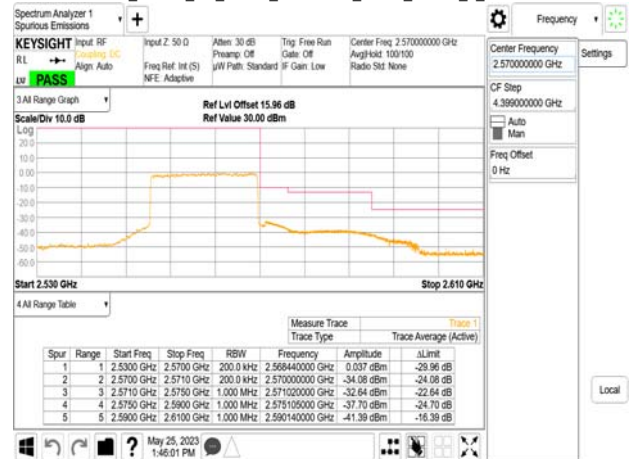 Spectrum Analyzer 1
Spurious Emissions
+
Frequency
KEYSIGHT
Input: RF
Coupling: DC
Align: Auto
Input Z: 50 Ω
Freq Ref: Int (S)
NFE: Adaptive
Atten: 30 dB
Preamp: Off
µW Path: Standard
Trig: Free Run
Gate: Off
IF Gain: Low
Center Freq: 2.570000000 GHz
Avg|Hold: 100/100
Radio Std: None
RL
LU PASS
Center Frequency
2.570000000 GHz
Settings
CF Step
4.399000000 GHz
Auto
Man
Freq Offset
0 Hz
Local
3 All Range Graph
Scale/Div 10.0 dB
Ref Lvl Offset 15.96 dB
Ref Value 30.00 dBm
Log
20.0
10.0
0.00
-10.0
-20.0
-30.0
-40.0
-50.0
-60.0
Start 2.530 GHz
Stop 2.610 GHz
4 All Range Table
Measure Trace Trace 1
Trace Type Trace Average (Active)
Spur Range Start Freq Stop Freq RBW Frequency Amplitude ΔLimit
1 1 2.5300 GHz 2.5700 GHz 200.0 kHz 2.568440000 GHz 0.037 dBm -29.96 dB
2 2 2.5700 GHz 2.5710 GHz 200.0 kHz 2.570000000 GHz -34.08 dBm -24.08 dB
3 3 2.5710 GHz 2.5750 GHz 1.000 MHz 2.571020000 GHz -32.64 dBm -22.64 dB
4 4 2.5750 GHz 2.5900 GHz 1.000 MHz 2.575105000 GHz -37.70 dBm -24.70 dB
5 5 2.5900 GHz 2.6100 GHz 1.000 MHz 2.590140000 GHz -41.39 dBm -16.39 dB
?
May 25, 2023
1:46:01 PM